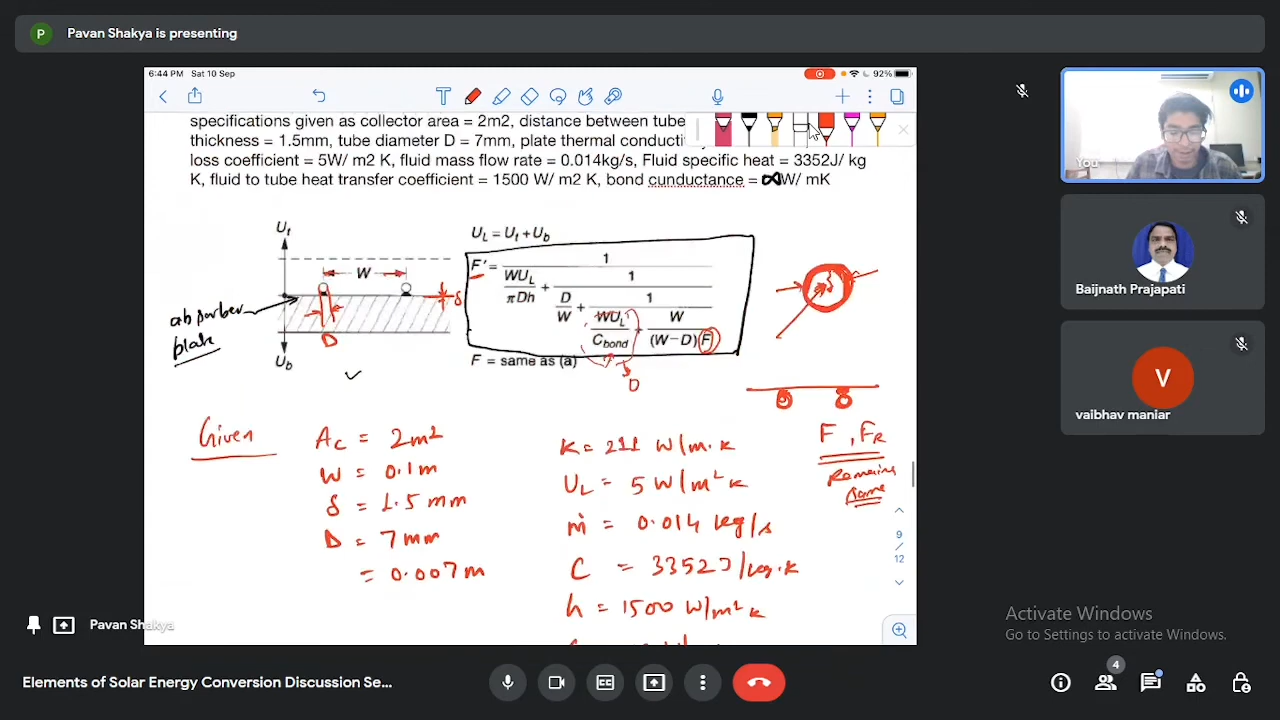 P Pavan Shakya is presenting
6:44 PM Sat 10 Sep
92%
specifications given as collector area = 2m2, distance between tube
thickness = 1.5mm, tube diameter D = 7mm, plate thermal conductiv
loss coefficient = 5W/ m2 K, fluid mass flow rate = 0.014kg/s, Fluid specific heat = 3352J/ kg
K, fluid to tube heat transfer coefficient = 1500 W/ m2 K, bond cunductance = ∞W/ mK
Ut
UL = Ut + Ub
F' =
1
WUL
πDh
+
1
D
W
+
1
WUL
Cbond
+
W
(W−D)F
F = same as (a)
0
W
δ
D
Ub
absorber
plate
F, FR
Remains
same
Given
Ac = 2m²
W = 0.1m
δ = 1.5 mm
D = 7mm
= 0.007m
K = 211 W/m.k
UL = 5 W/m² k
ṁ = 0.014 kg/s
C = 3352J/kg.k
h = 1500 W/m² k
9
12
You
Baijnath Prajapati
V
vaibhav maniar
Pavan Shakya
Activate Windows
Go to Settings to activate Windows.
Elements of Solar Energy Conversion Discussion Se...
4